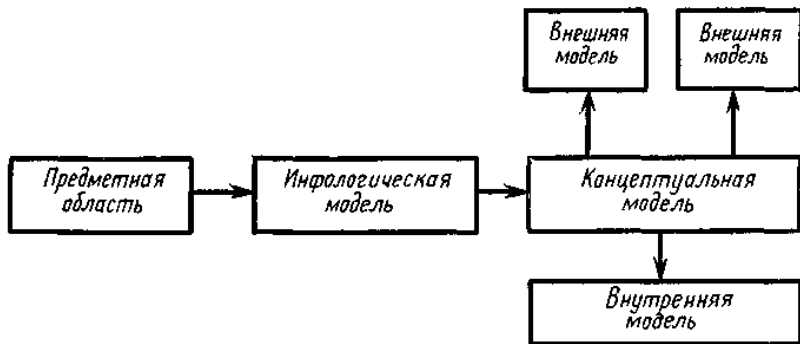 Внешняя
модель
Внешняя
модель
Предметная
область
Инфологическая
модель
Концептуальная
модель
Внутренняя
модель